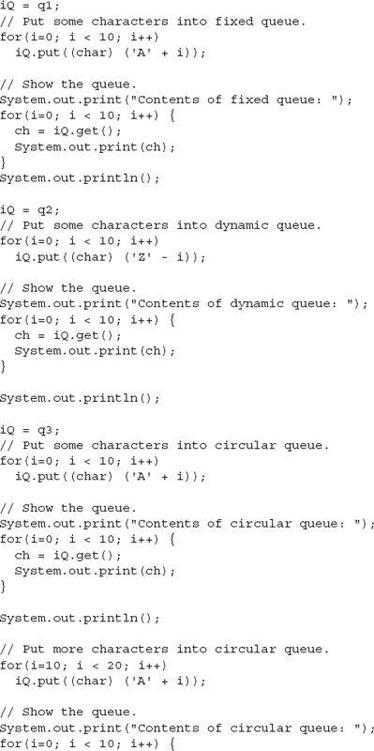 iQ = q1;
// Put some characters into fixed queue.
for(i=0; i < 10; i++)
  iQ.put((char) ('A' + i));

// Show the queue.
System.out.print("Contents of fixed queue: ");
for(i=0; i < 10; i++) {
  ch = iQ.get();
  System.out.print(ch);
}
System.out.println();

iQ = q2;
// Put some characters into dynamic queue.
for(i=0; i < 10; i++)
  iQ.put((char) ('Z' - i));

// Show the queue.
System.out.print("Contents of dynamic queue: ");
for(i=0; i < 10; i++) {
  ch = iQ.get();
  System.out.print(ch);
}

System.out.println();

iQ = q3;
// Put some characters into circular queue.
for(i=0; i < 10; i++)
  iQ.put((char) ('A' + i));

// Show the queue.
System.out.print("Contents of circular queue: ");
for(i=0; i < 10; i++) {
  ch = iQ.get();
  System.out.print(ch);
}

System.out.println();

// Put more characters into circular queue.
for(i=10; i < 20; i++)
  iQ.put((char) ('A' + i));

// Show the queue.
System.out.print("Contents of circular queue: ");
for(i=0; i < 10; i++) {